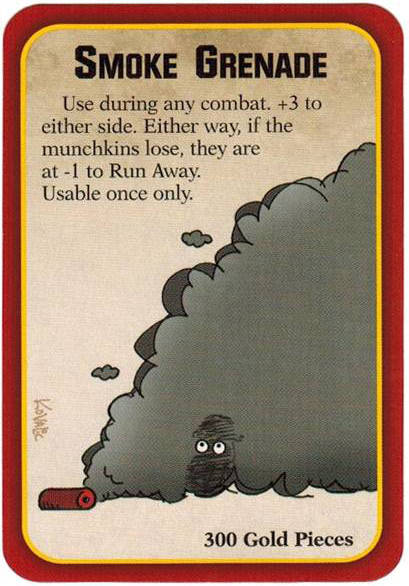 SMOKE GRENADE
Use during any combat. +3 to
either side. Either way, if the
munchkins lose, they are
at -1 to Run Away.
Usable once only.
KOVALIC
300 Gold Pieces